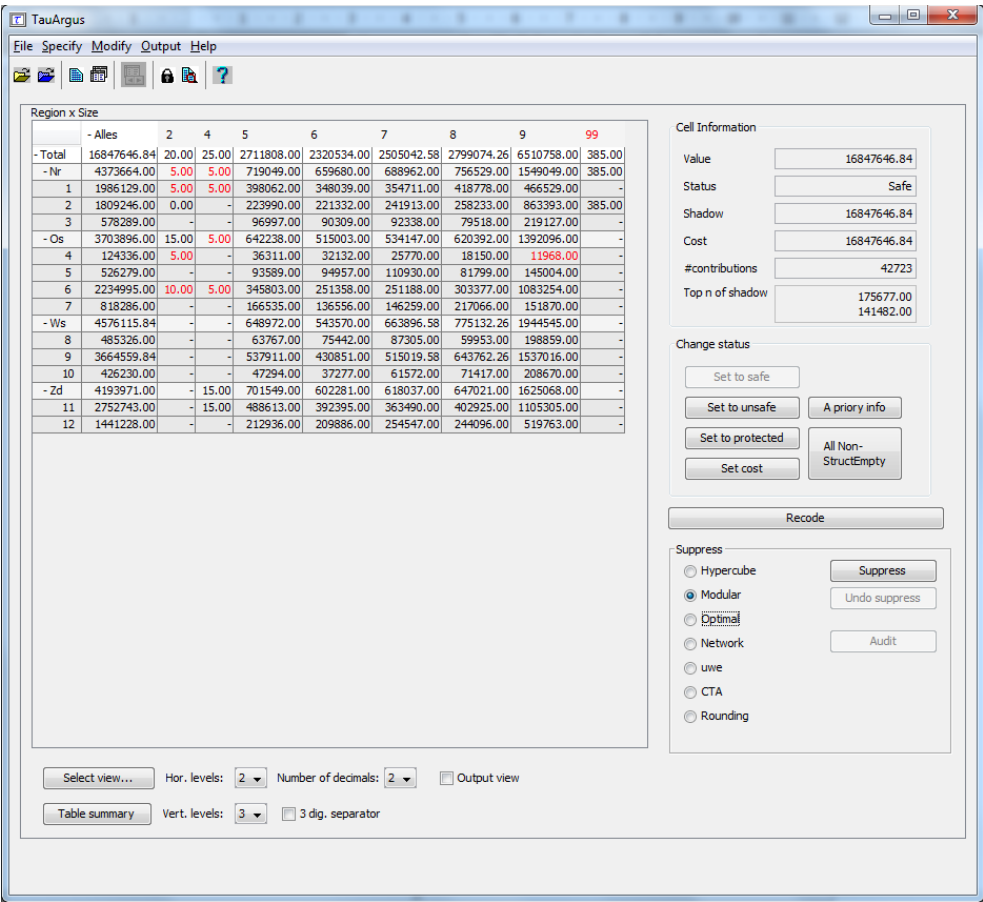 TauArgus
File Specify Modify Output Help
Region x Size
- Alles 2 4 5 6 7 8 9 99
- Total 16847646.84 20.00 25.00 2711808.00 2320534.00 2505042.58 2799074.26 6510758.00 385.00
- Nr 4373664.00 5.00 5.00 719049.00 659680.00 688962.00 756529.00 1549049.00 385.00
1 1986129.00 5.00 5.00 398062.00 348039.00 354711.00 418778.00 466529.00 -
2 1809246.00 0.00 - 223990.00 221332.00 241913.00 258233.00 863393.00 385.00
3 578289.00 - - 96997.00 90309.00 92338.00 79518.00 219127.00 -
- Os 3703896.00 15.00 5.00 642238.00 515003.00 534147.00 620392.00 1392096.00 -
4 124336.00 5.00 - 36311.00 32132.00 25770.00 18150.00 11968.00 -
5 526279.00 - - 93589.00 94957.00 110930.00 81799.00 145004.00 -
6 2234995.00 10.00 5.00 345803.00 251358.00 251188.00 303377.00 1083254.00 -
7 818286.00 - - 166535.00 136556.00 146259.00 217066.00 151870.00 -
- Ws 4576115.84 - - 648972.00 543570.00 663896.58 775132.26 1944545.00 -
8 485326.00 - - 63767.00 75442.00 87305.00 59953.00 198859.00 -
9 3664559.84 - - 537911.00 430851.00 515019.58 643762.26 1537016.00 -
10 426230.00 - - 47294.00 37277.00 61572.00 71417.00 208670.00 -
- Zd 4193971.00 - 15.00 701549.00 602281.00 618037.00 647021.00 1625068.00 -
11 2752743.00 - 15.00 488613.00 392395.00 363490.00 402925.00 1105305.00 -
12 1441228.00 - - 212936.00 209886.00 254547.00 244096.00 519763.00 -
Cell Information
Value 16847646.84
Status Safe
Shadow 16847646.84
Cost 16847646.84
#contributions 42723
Top n of shadow 175677.00
141482.00
Change status
Set to safe
Set to unsafe A priory info
Set to protected All Non-
StructEmpty
Set cost
Recode
Suppress
Hypercube Suppress
Modular Undo suppress
Optimal
Network Audit
uwe
CTA
Rounding
Select view... Hor. levels: 2 Number of decimals: 2 Output view
Table summary Vert. levels: 3 3 dig. separator